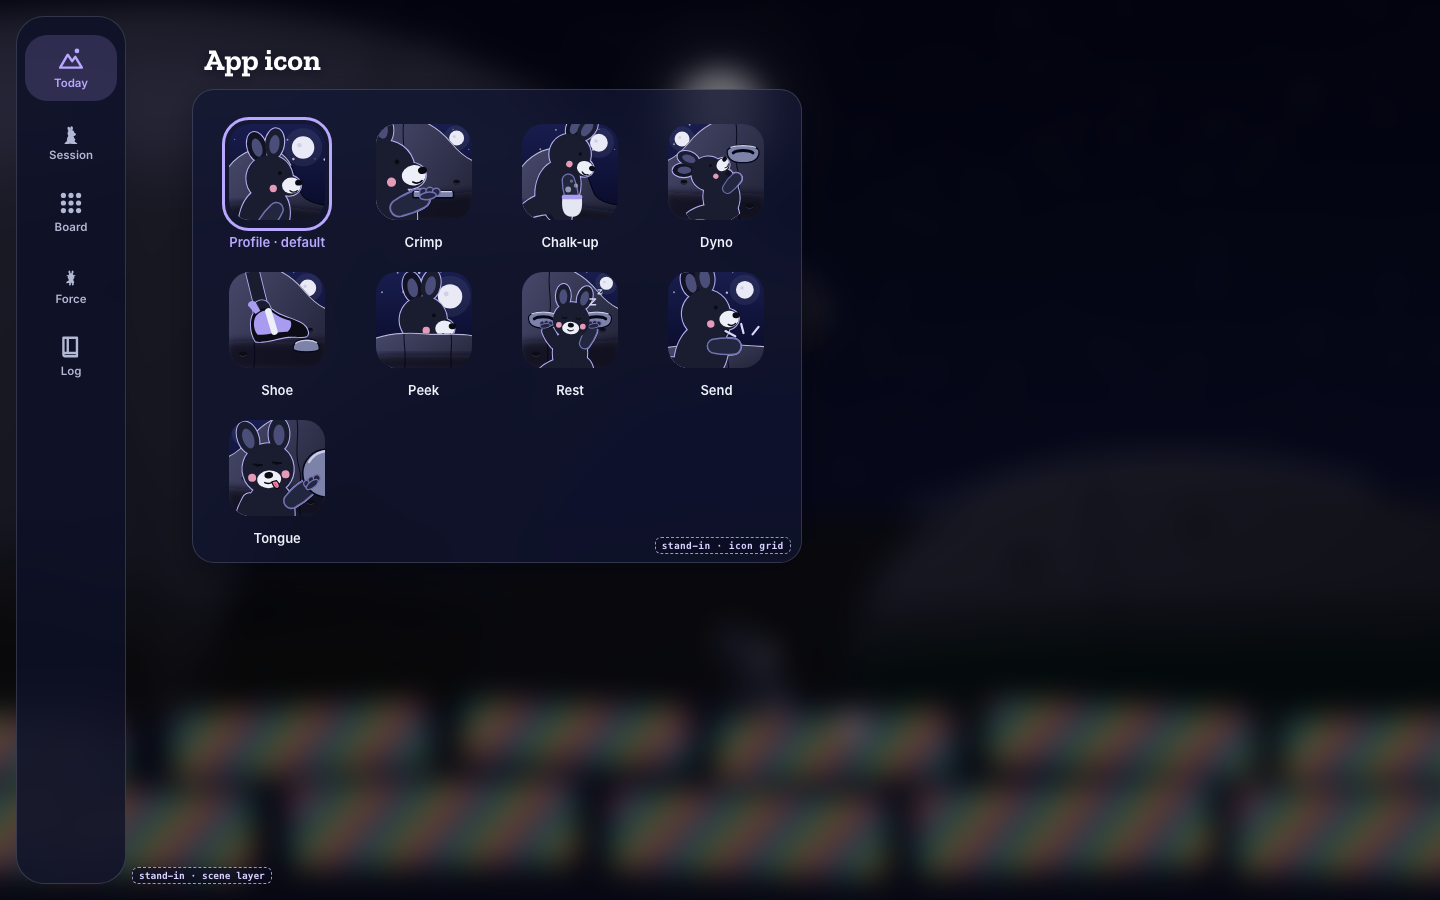 Today
Session
Board
Force
Log
App icon
Profile · default
Crimp
Chalk-up
Dyno
Shoe
Peek
Rest
Send
Tongue
z
z
stand-in · icon grid
stand-in · scene layer